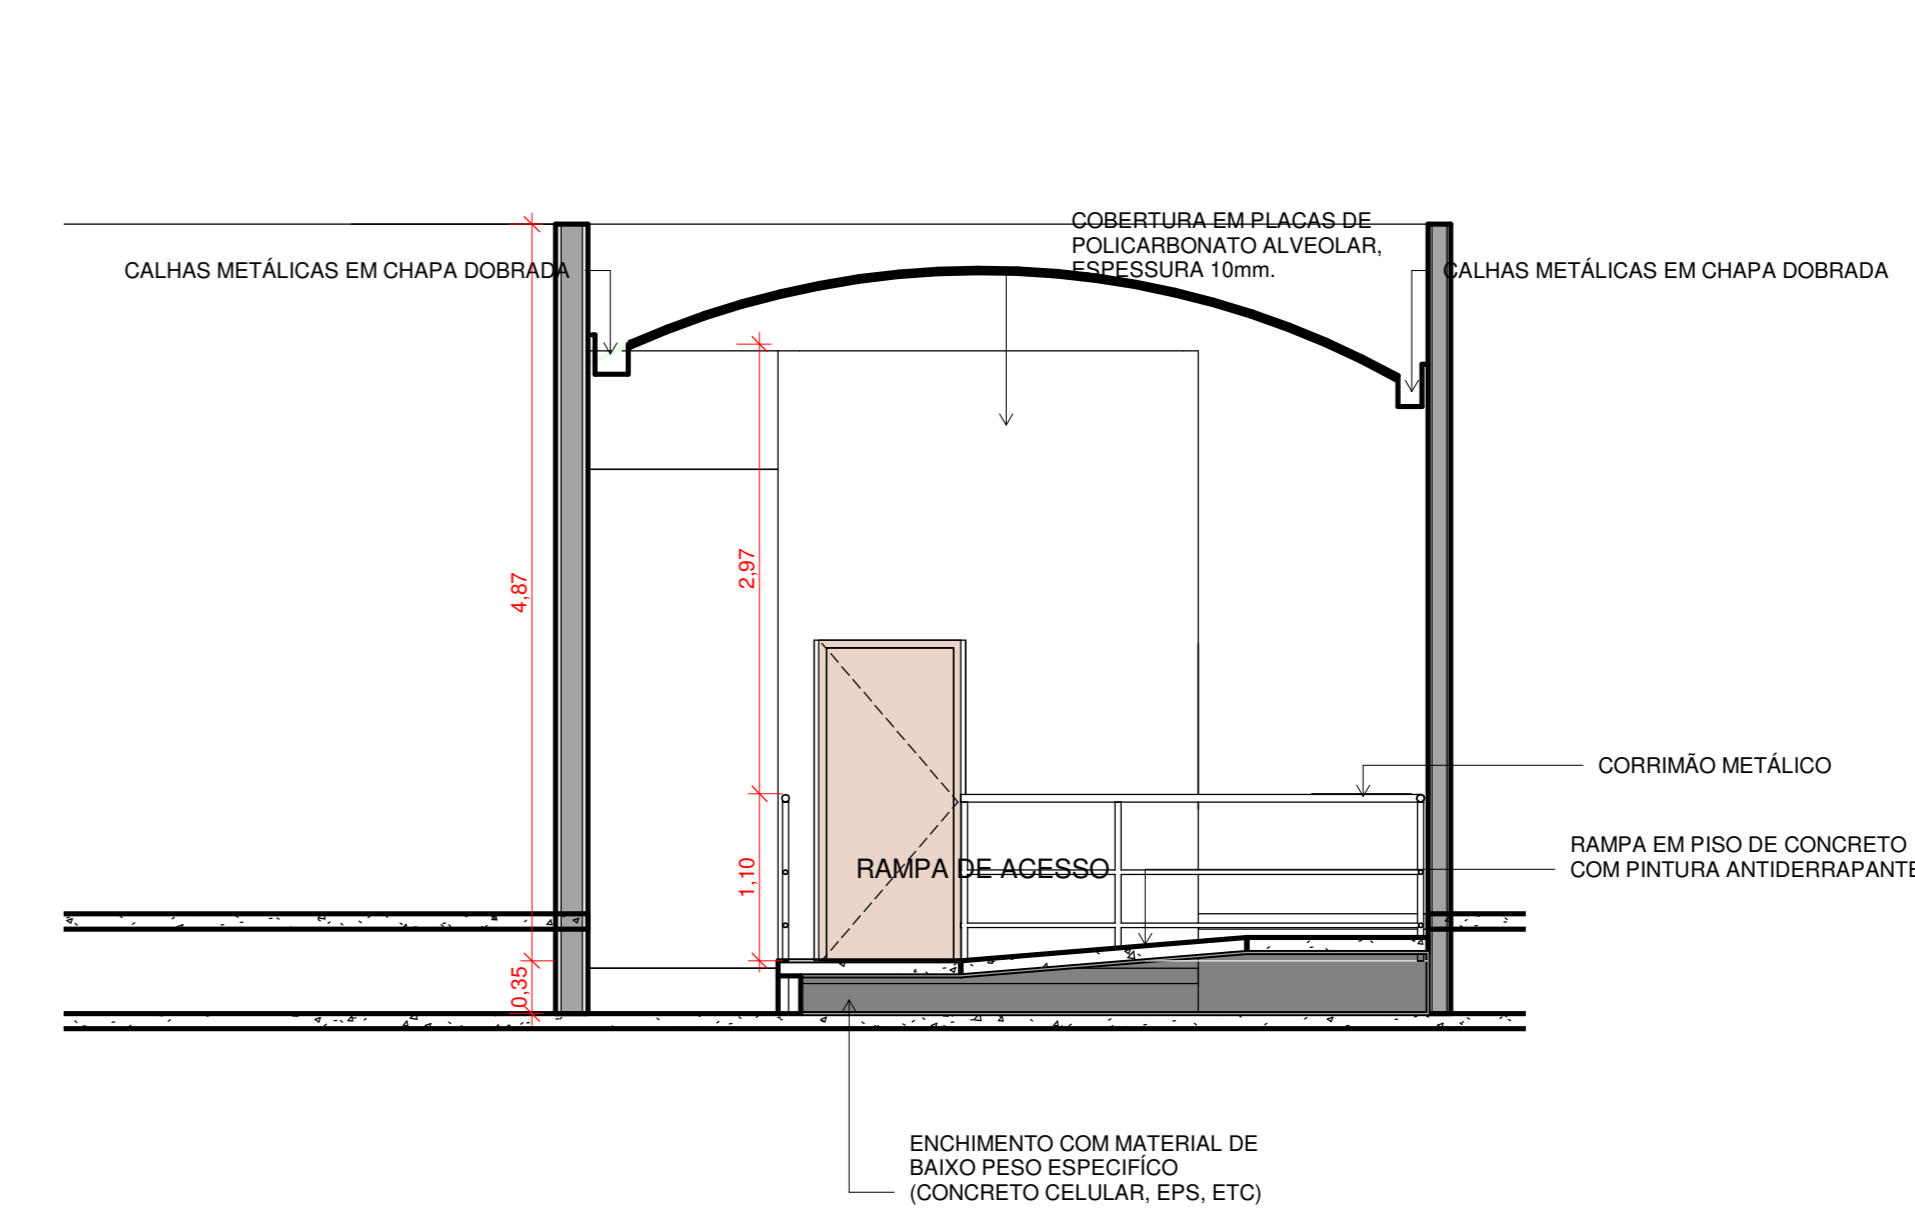 COBERTURA EM PLACAS DE
POLICARBONATO ALVEOLAR,
ESPESSURA 10mm.
CALHAS METÁLICAS EM CHAPA DOBRADA
CALHAS METÁLICAS EM CHAPA DOBRADA
4,87
2,97
CORRIMÃO METÁLICO
RAMPA EM PISO DE CONCRETO
COM PINTURA ANTIDERRAPANTE
RAMPA DE ACESSO
1,10
0,35
ENCHIMENTO COM MATERIAL DE
BAIXO PESO ESPECIFÍCO
(CONCRETO CELULAR, EPS, ETC)